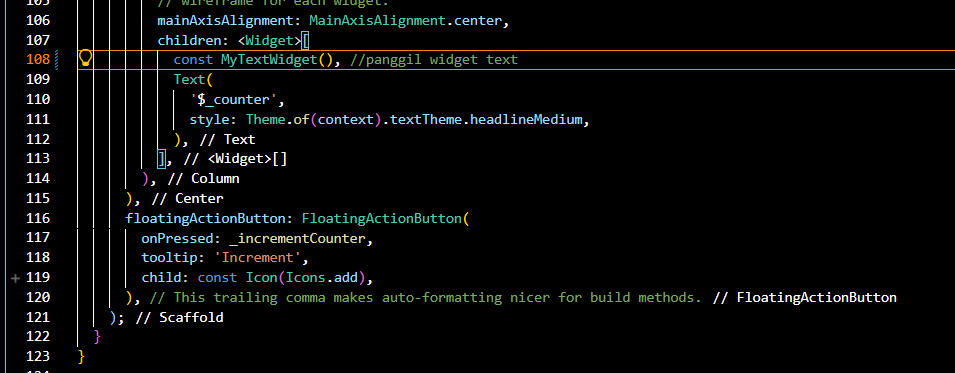 105 // wireframe for each widget.
106 mainAxisAlignment: MainAxisAlignment.center,
107 children: <Widget>[
108 const MyTextWidget(), //panggil widget text
109 Text(
110 '$_counter',
111 style: Theme.of(context).textTheme.headlineMedium,
112 ), // Text
113 ], // <Widget>[]
114 ), // Column
115 ), // Center
116 floatingActionButton: FloatingActionButton(
117 onPressed: _incrementCounter,
118 tooltip: 'Increment',
119 child: const Icon(Icons.add),
120 ), // This trailing comma makes auto-formatting nicer for build methods. // FloatingActionButton
121 ); // Scaffold
122 }
123 }